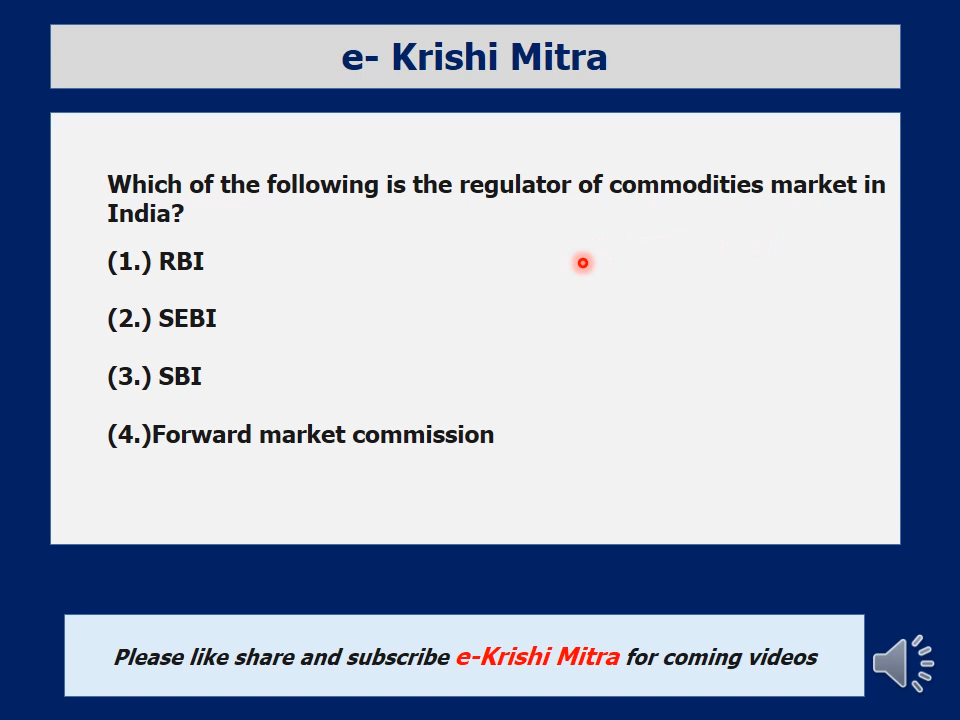 e- Krishi Mitra
Which of the following is the regulator of commodities market in
India?
(1.) RBI
(2.) SEBI
(3.) SBI
(4.)Forward market commission
Please like share and subscribe e-Krishi Mitra for coming videos